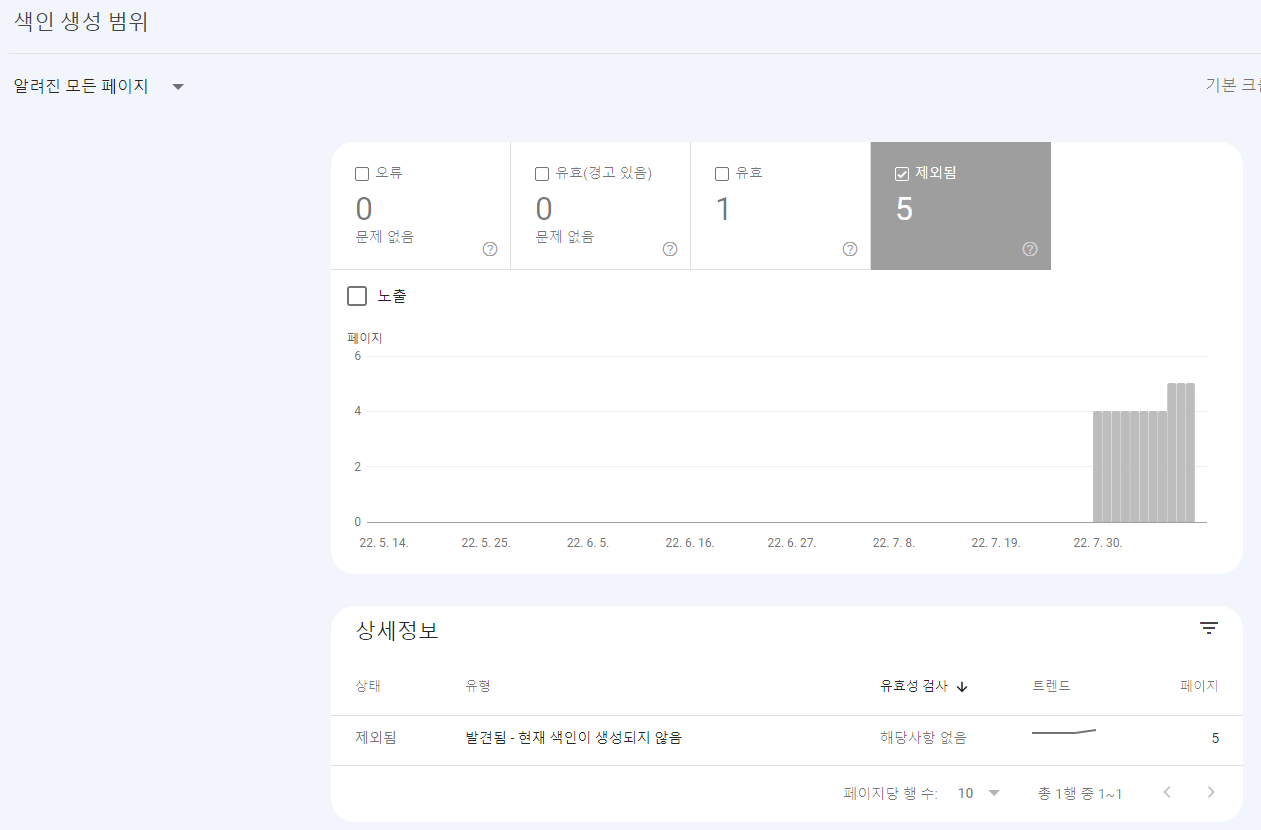 색인 생성 범위
알려진 모든 페이지
기본
오류 유효(경고 있음) 유효 제외됨
0 0 1 5
문제 없음 문제 없음
노출
페이지
6
4
2
0
22. 5. 14. 22. 5. 25. 22. 6. 5. 22. 6. 16. 22. 6. 27. 22. 7. 8. 22. 7. 19. 22. 7. 30.
상세정보
상태 유형 유효성 검사 트렌드 페이지
제외됨 발견됨 - 현재 색인이 생성되지 않음 해당사항 없음 5
페이지당 행 수: 10 총 1행 중 1~1